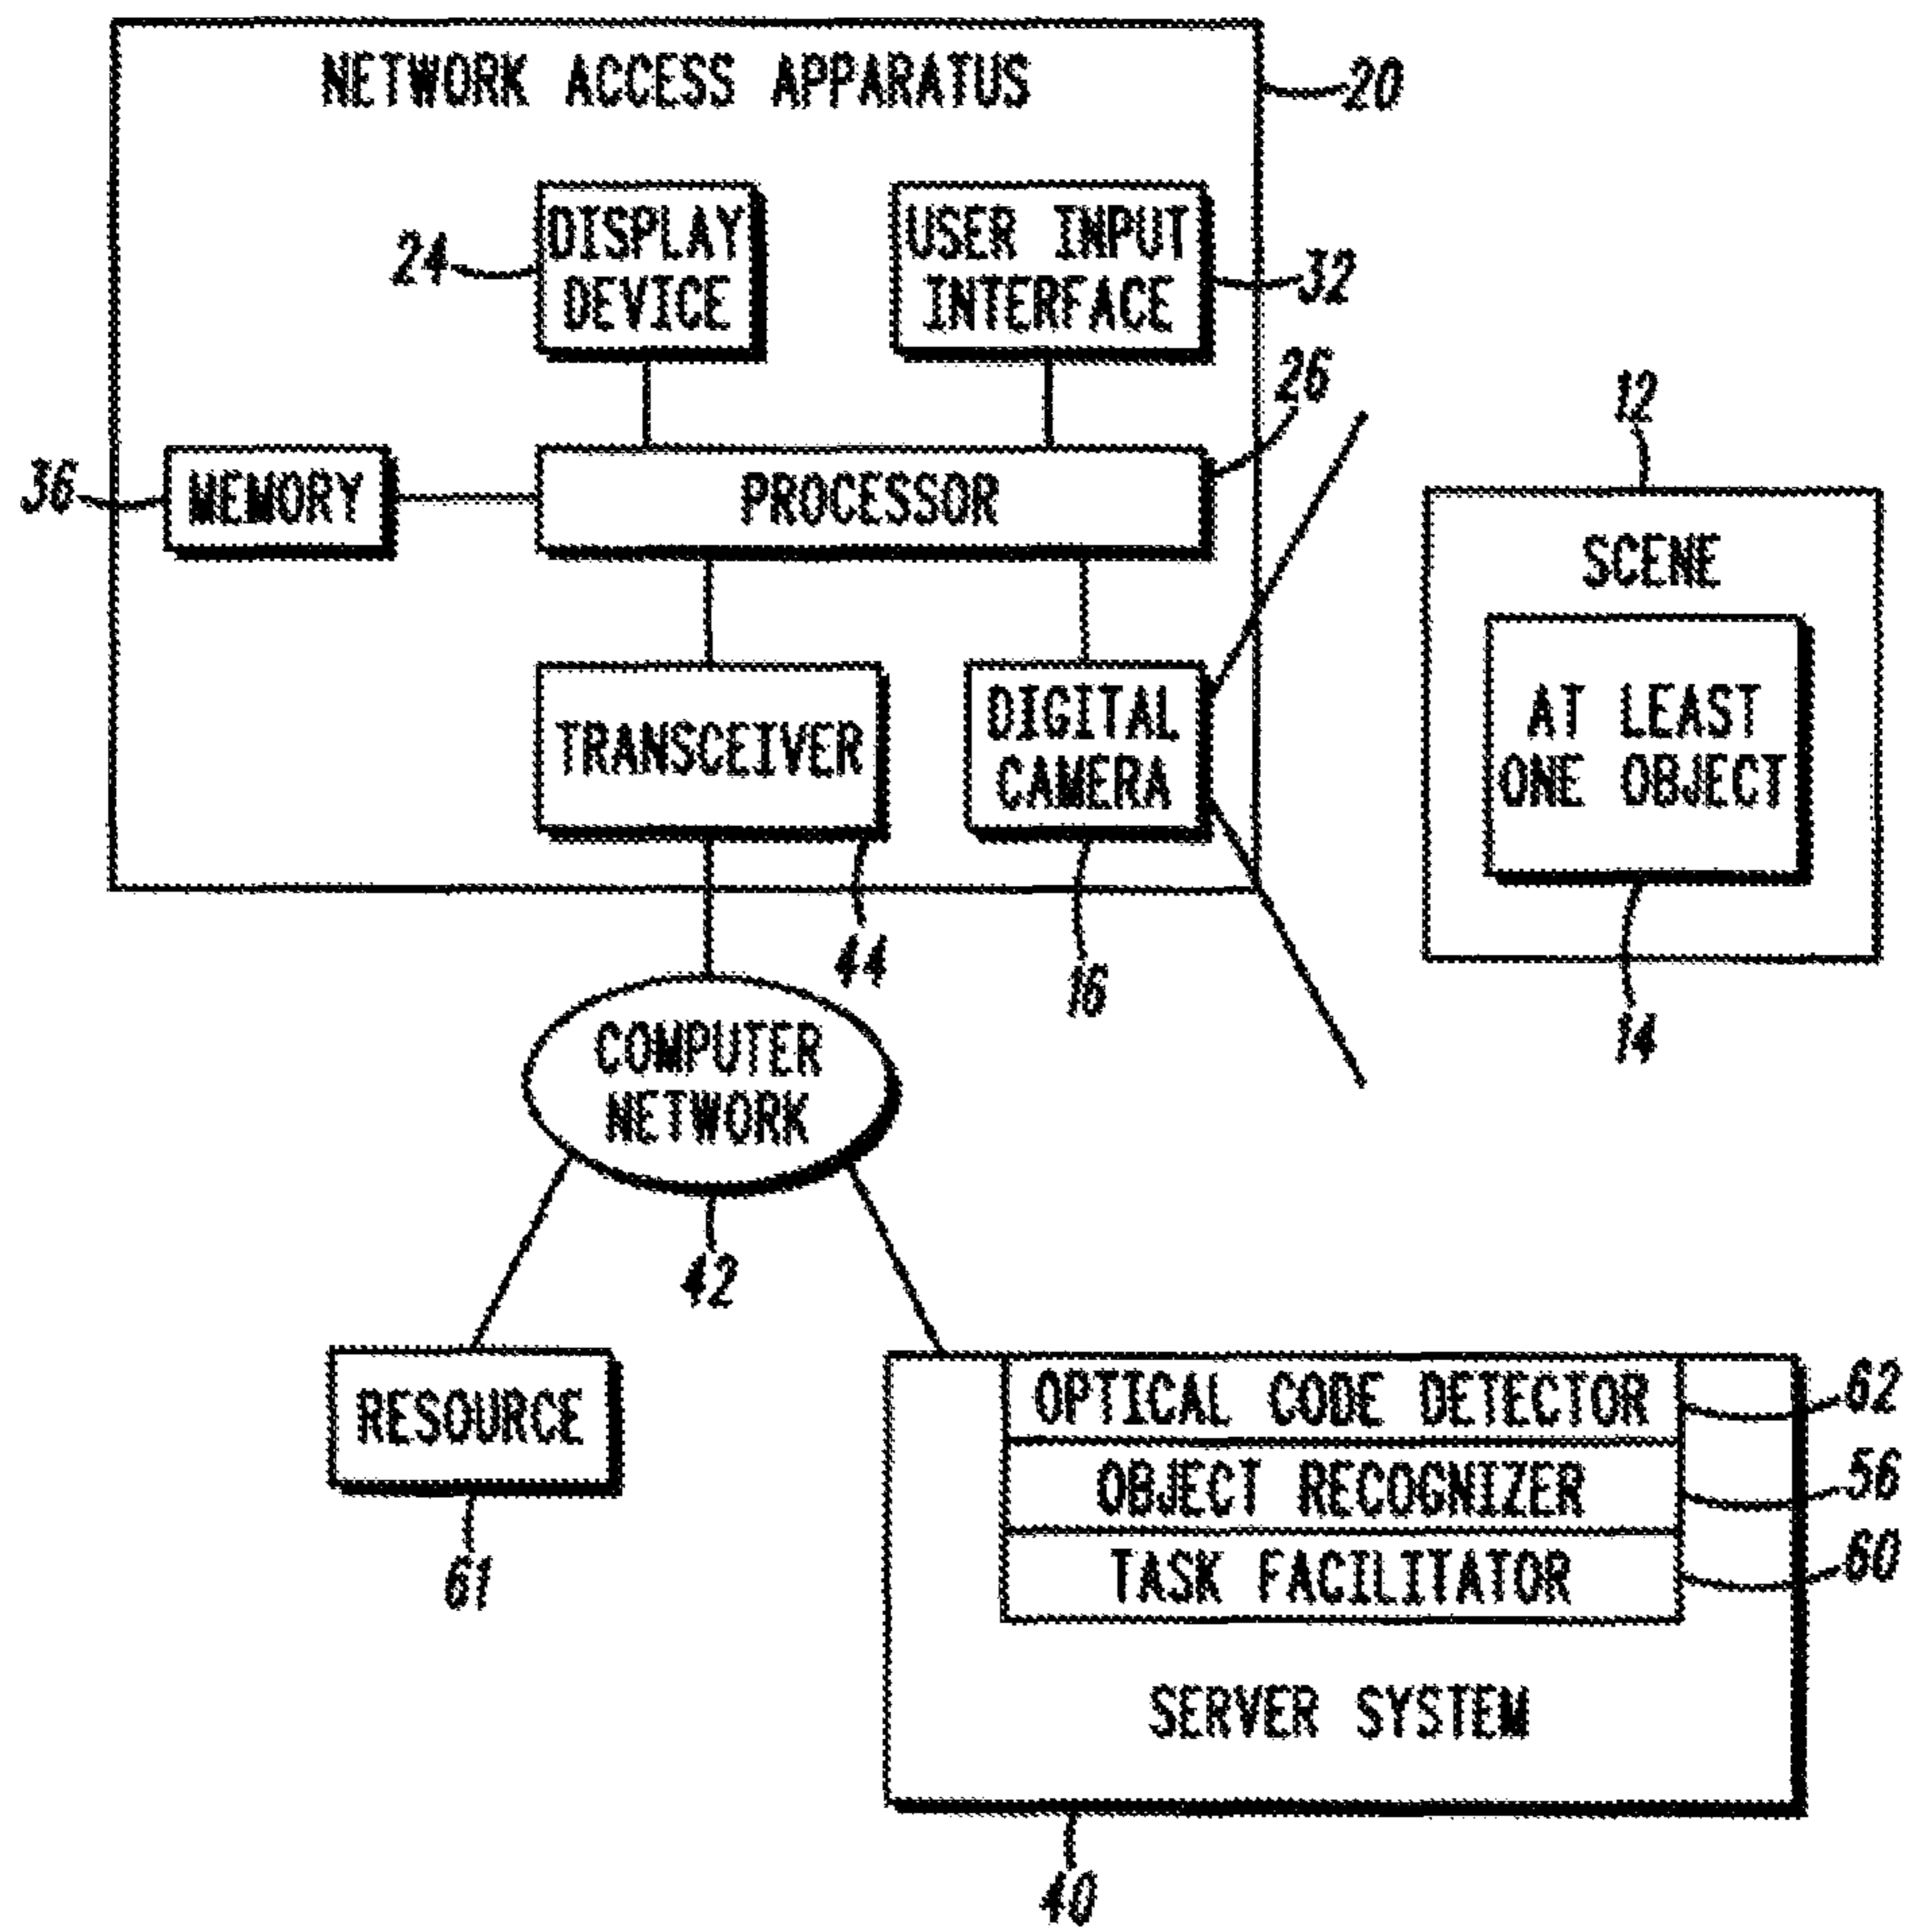 NETWORK ACCESS APPARATUS
20
DISPLAY
DEVICE
24
USER INPUT
INTERFACE
32
26
12
36
MEMORY
PROCESSOR
SCENE
AT LEAST
ONE OBJECT
TRANSCEIVER
DIGITAL
CAMERA
44
16
14
COMPUTER
NETWORK
42
RESOURCE
61
OPTICAL CODE DETECTOR
62
OBJECT RECOGNIZER
56
TASK FACILITATOR
60
SERVER SYSTEM
40